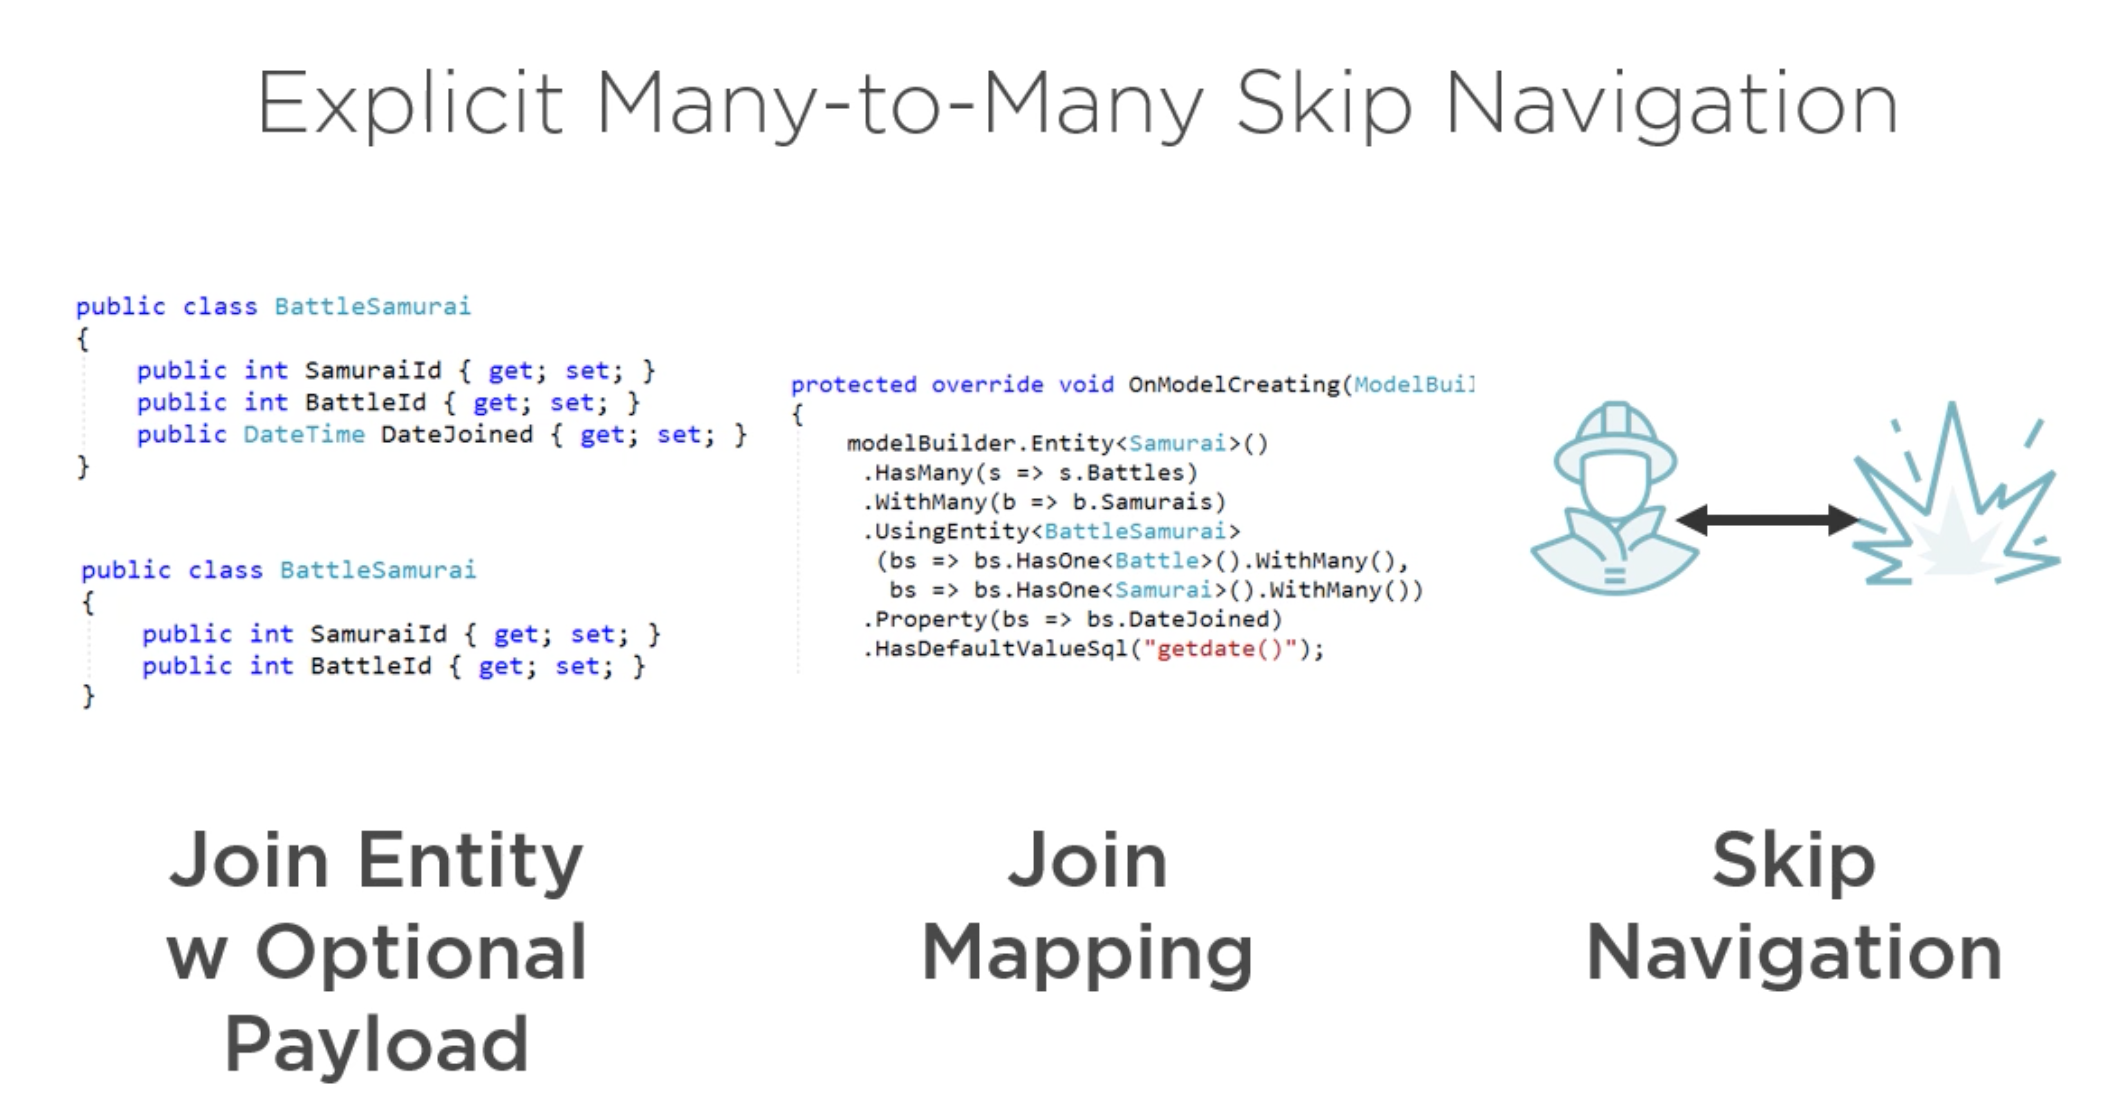 Explicit Many-to-Many Skip Navigation
public class BattleSamurai
{
public int SamuraiId { get; set; }
public int BattleId { get; set; }
public DateTime DateJoined { get; set; }
}
public class BattleSamurai
{
public int SamuraiId { get; set; }
public int BattleId { get; set; }
}
protected override void OnModelCreating(ModelBuil
{
modelBuilder.Entity<Samurai>()
.HasMany(s => s.Battles)
.WithMany(b => b.Samurais)
.UsingEntity<BattleSamurai>
(bs => bs.HasOne<Battle>().WithMany(),
bs => bs.HasOne<Samurai>().WithMany())
.Property(bs => bs.DateJoined)
.HasDefaultValueSql("getdate()");
Join Entity
w Optional
Payload
Join
Mapping
Skip
Navigation